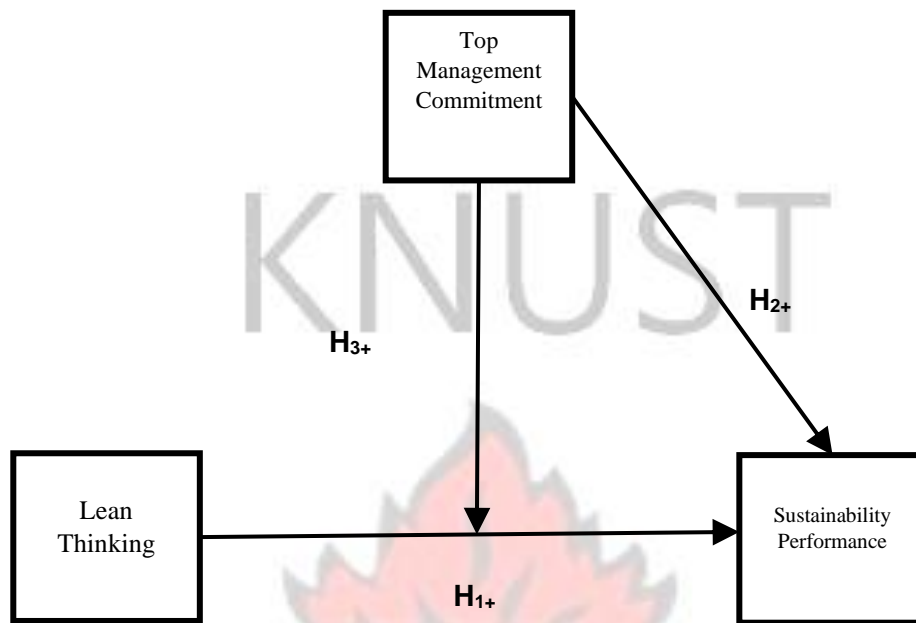 Top
Management
Commitment
KNUST
H2+
H3+
Lean
Thinking
Sustainability
Performance
H1+